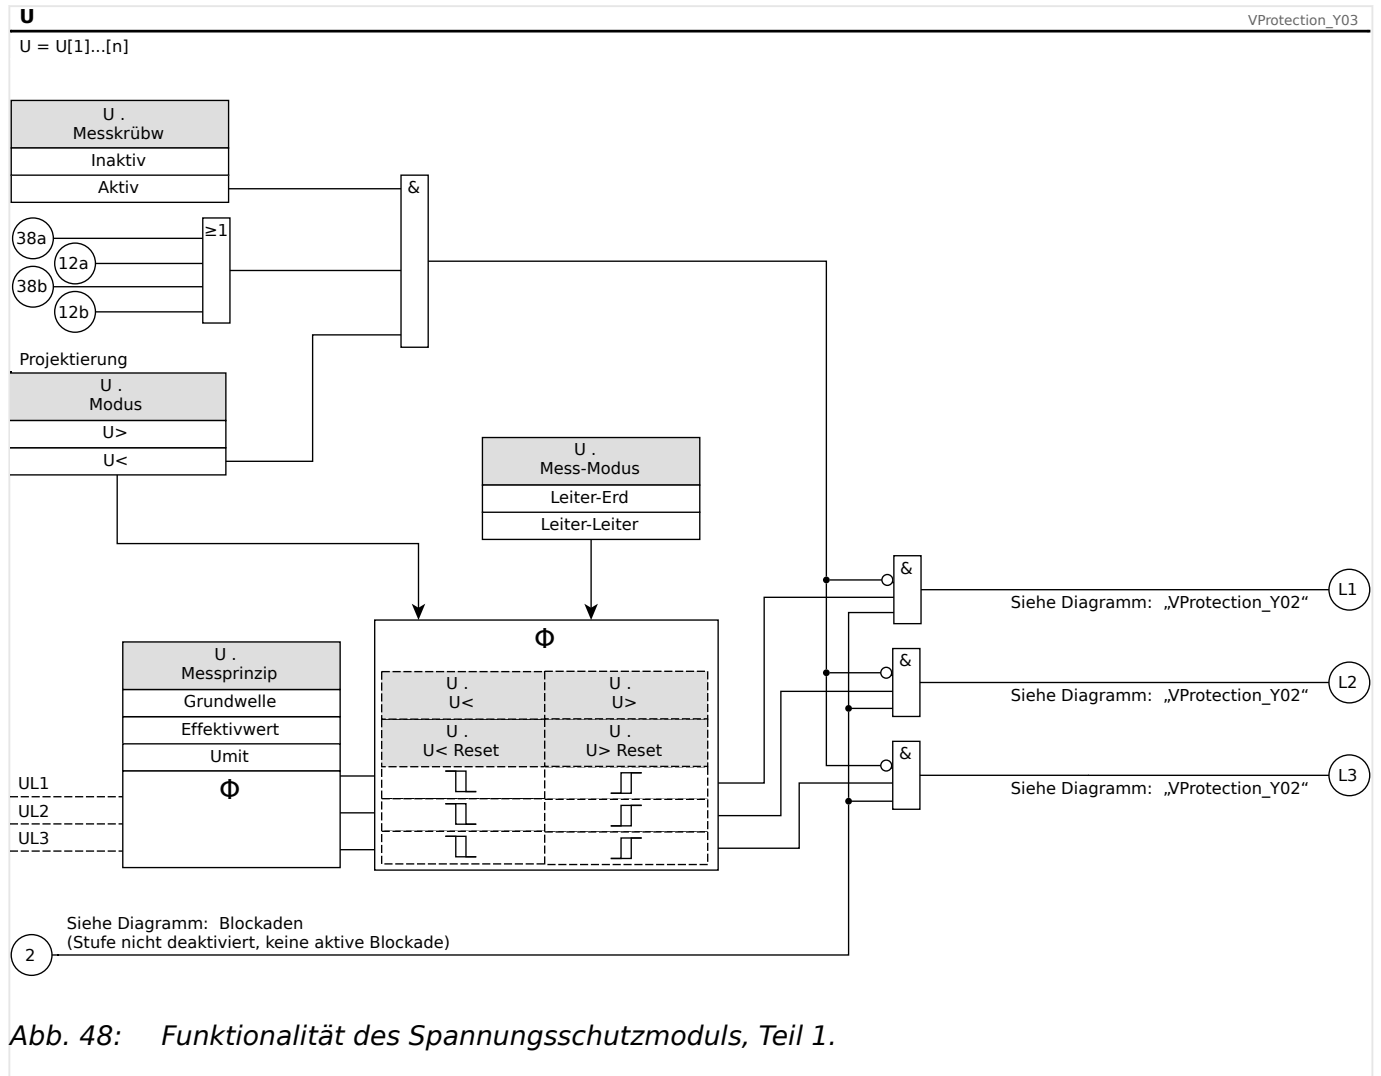 U
VProtection_Y03
U = U[1]...[n]
U .
Messkrübw
Inaktiv
Aktiv
&
38a
≥1
12a
38b
12b
Projektierung
U .
Modus
U>
U<
U .
Mess-Modus
Leiter-Erd
Leiter-Leiter
&
L1
Siehe Diagramm: „VProtection_Y02“
&
L2
Siehe Diagramm: „VProtection_Y02“
&
L3
Siehe Diagramm: „VProtection_Y02“
U .
Messprinzip
Grundwelle
Effektivwert
Umit
Φ
UL1
UL2
UL3
Φ
U .
U<
U .
U>
U .
U< Reset
U .
U> Reset
Siehe Diagramm: Blockaden
(Stufe nicht deaktiviert, keine aktive Blockade)
2
Abb. 48: Funktionalität des Spannungsschutzmoduls, Teil 1.